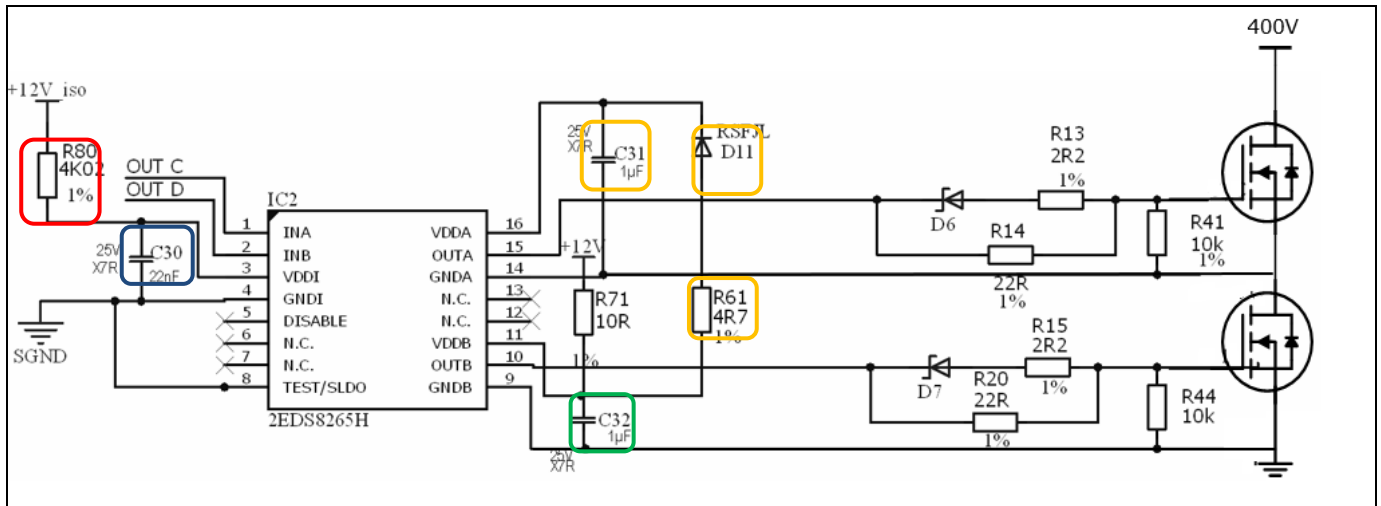 400V
+12V_iso
R80
4K02
1%
OUT C
OUT D
25V
X7R
C30
22nF
SGND
IC2
1 INA
2 INB
3 VDDI
4 GNDI
5 DISABLE
6 N.C.
7 N.C.
8 TEST/SLDO
VDDA 16
OUTA 15
GNDA 14
N.C. 13
N.C. 12
VDDB 11
OUTB 10
GNDB 9
2EDS8265H
25V
X7R
C31
1µF
RSFJL
D11
+12V
R71
10R
1%
R61
4R7
1%
C32
1µF
25V
X7R
D6
R13
2R2
1%
R14
22R
1%
R41
10k
1%
D7
R15
2R2
1%
R20
22R
1%
R44
10k